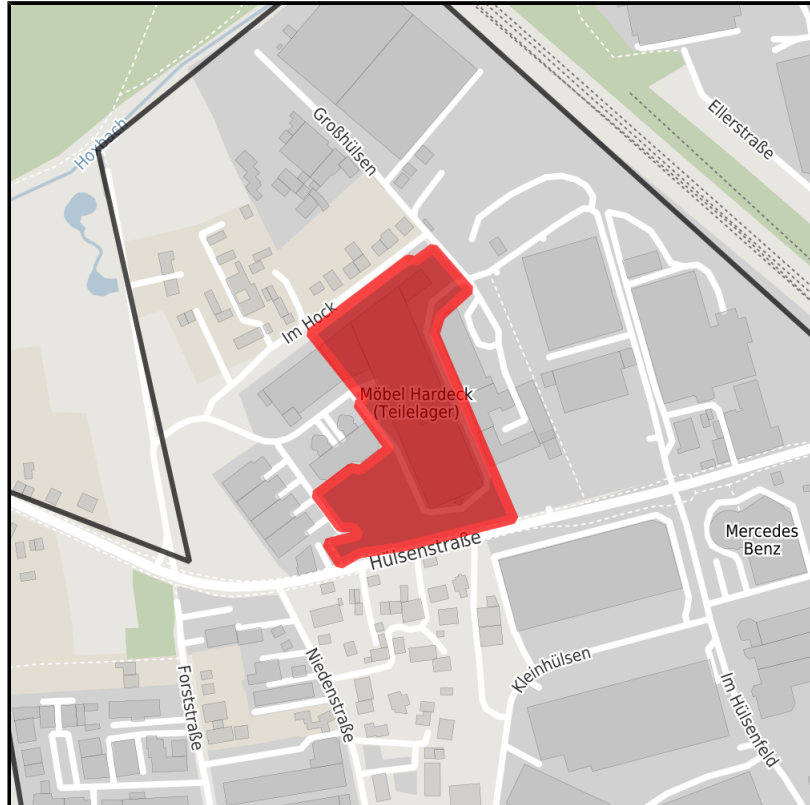 Hoxbach
Großhülsen
Ellerstraße
Im Hock
Möbel Hardeck
(Teilelager)
Hülsenstraße
Mercedes
Benz
Kleinhülsen
Forststraße
Niedenstraße
Im Hülsenfeld